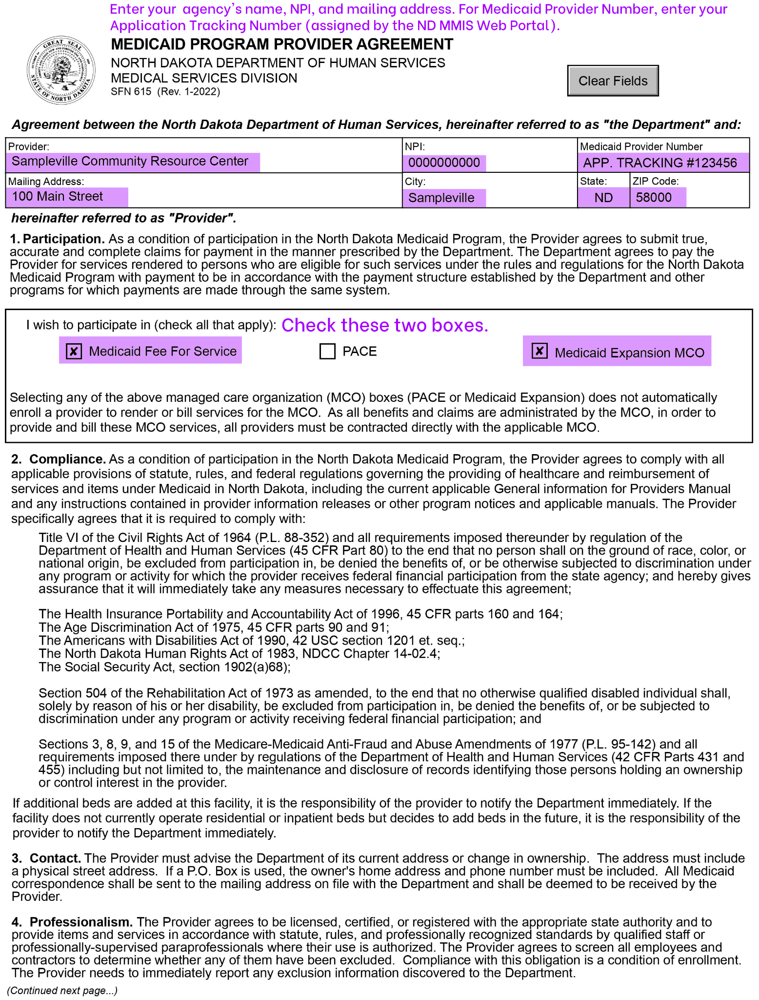 Enter your agency's name, NPI, and mailing address. For Medicaid Provider Number, enter your
Application Tracking Number (assigned by the ND MMIS Web Portal).
GREAT SEAL
STATE OF NORTH DAKOTA
OCTOBER 1st
1889
LIBERTY AND UNION NOW AND FOREVER ONE AND INSEPARABLE
MEDICAID PROGRAM PROVIDER AGREEMENT
NORTH DAKOTA DEPARTMENT OF HUMAN SERVICES
MEDICAL SERVICES DIVISION
SFN 615 (Rev. 1-2022)
Clear Fields
Agreement between the North Dakota Department of Human Services, hereinafter referred to as "the Department" and:
Provider: NPI: Medicaid Provider Number
Sampleville Community Resource Center 0000000000 APP. TRACKING #123456
Mailing Address: City: State: ZIP Code:
100 Main Street Sampleville ND 58000
hereinafter referred to as "Provider".
1. Participation. As a condition of participation in the North Dakota Medicaid Program, the Provider agrees to submit true,
accurate and complete claims for payment in the manner prescribed by the Department. The Department agrees to pay the
Provider for services rendered to persons who are eligible for such services under the rules and regulations for the North Dakota
Medicaid Program with payment to be in accordance with the payment structure established by the Department and other
programs for which payments are made through the same system.
I wish to participate in (check all that apply): Check these two boxes.
✘ Medicaid Fee For Service PACE ✘ Medicaid Expansion MCO
Selecting any of the above managed care organization (MCO) boxes (PACE or Medicaid Expansion) does not automatically
enroll a provider to render or bill services for the MCO. As all benefits and claims are administrated by the MCO, in order to
provide and bill these MCO services, all providers must be contracted directly with the applicable MCO.
2. Compliance. As a condition of participation in the North Dakota Medicaid Program, the Provider agrees to comply with all
applicable provisions of statute, rules, and federal regulations governing the providing of healthcare and reimbursement of
services and items under Medicaid in North Dakota, including the current applicable General information for Providers Manual
and any instructions contained in provider information releases or other program notices and applicable manuals. The Provider
specifically agrees that it is required to comply with:
Title VI of the Civil Rights Act of 1964 (P.L. 88-352) and all requirements imposed thereunder by regulation of the
Department of Health and Human Services (45 CFR Part 80) to the end that no person shall on the ground of race, color, or
national origin, be excluded from participation in, be denied the benefits of, or be otherwise subjected to discrimination under
any program or activity for which the provider receives federal financial participation from the state agency; and hereby gives
assurance that it will immediately take any measures necessary to effectuate this agreement;
The Health Insurance Portability and Accountability Act of 1996, 45 CFR parts 160 and 164;
The Age Discrimination Act of 1975, 45 CFR parts 90 and 91;
The Americans with Disabilities Act of 1990, 42 USC section 1201 et. seq.;
The North Dakota Human Rights Act of 1983, NDCC Chapter 14-02.4;
The Social Security Act, section 1902(a)68);
Section 504 of the Rehabilitation Act of 1973 as amended, to the end that no otherwise qualified disabled individual shall,
solely by reason of his or her disability, be excluded from participation in, be denied the benefits of, or be subjected to
discrimination under any program or activity receiving federal financial participation; and
Sections 3, 8, 9, and 15 of the Medicare-Medicaid Anti-Fraud and Abuse Amendments of 1977 (P.L. 95-142) and all
requirements imposed there under by regulations of the Department of Health and Human Services (42 CFR Parts 431 and
455) including but not limited to, the maintenance and disclosure of records identifying those persons holding an ownership
or control interest in the provider.
If additional beds are added at this facility, it is the responsibility of the provider to notify the Department immediately. If the
facility does not currently operate residential or inpatient beds but decides to add beds in the future, it is the responsibility of the
provider to notify the Department immediately.
3. Contact. The Provider must advise the Department of its current address or change in ownership. The address must include
a physical street address. If a P.O. Box is used, the owner's home address and phone number must be included. All Medicaid
correspondence shall be sent to the mailing address on file with the Department and shall be deemed to be received by the
Provider.
4. Professionalism. The Provider agrees to be licensed, certified, or registered with the appropriate state authority and to
provide items and services in accordance with statute, rules, and professionally recognized standards by qualified staff or
professionally-supervised paraprofessionals where their use is authorized. The Provider agrees to screen all employees and
contractors to determine whether any of them have been excluded. Compliance with this obligation is a condition of enrollment.
The Provider needs to immediately report any exclusion information discovered to the Department.
(Continued next page...)